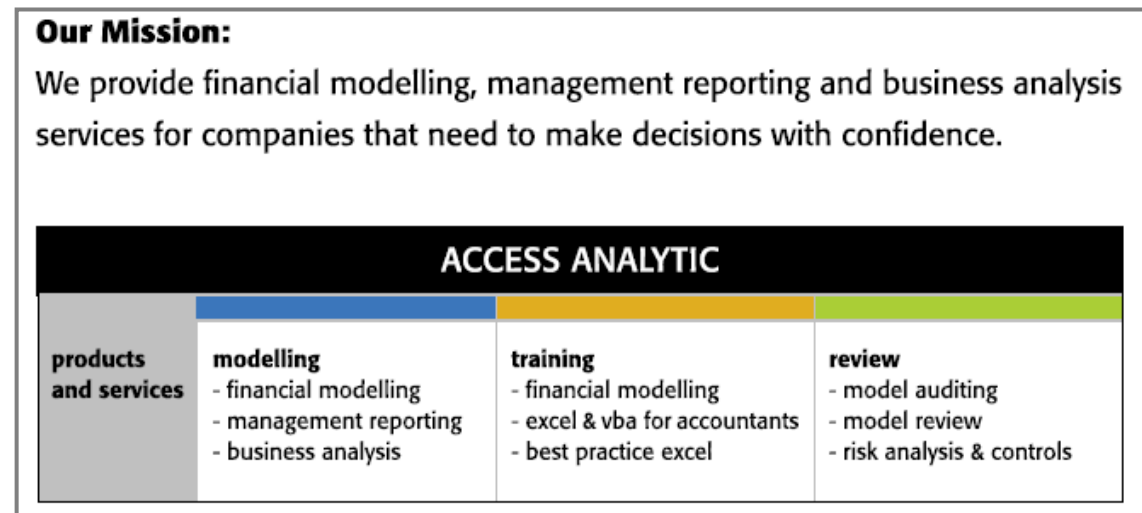 Our Mission:
We provide financial modelling, management reporting and business analysis
services for companies that need to make decisions with confidence.
ACCESS ANALYTIC
products
and services
modelling
- financial modelling
- management reporting
- business analysis
training
- financial modelling
- excel & vba for accountants
- best practice excel
review
- model auditing
- model review
- risk analysis & controls